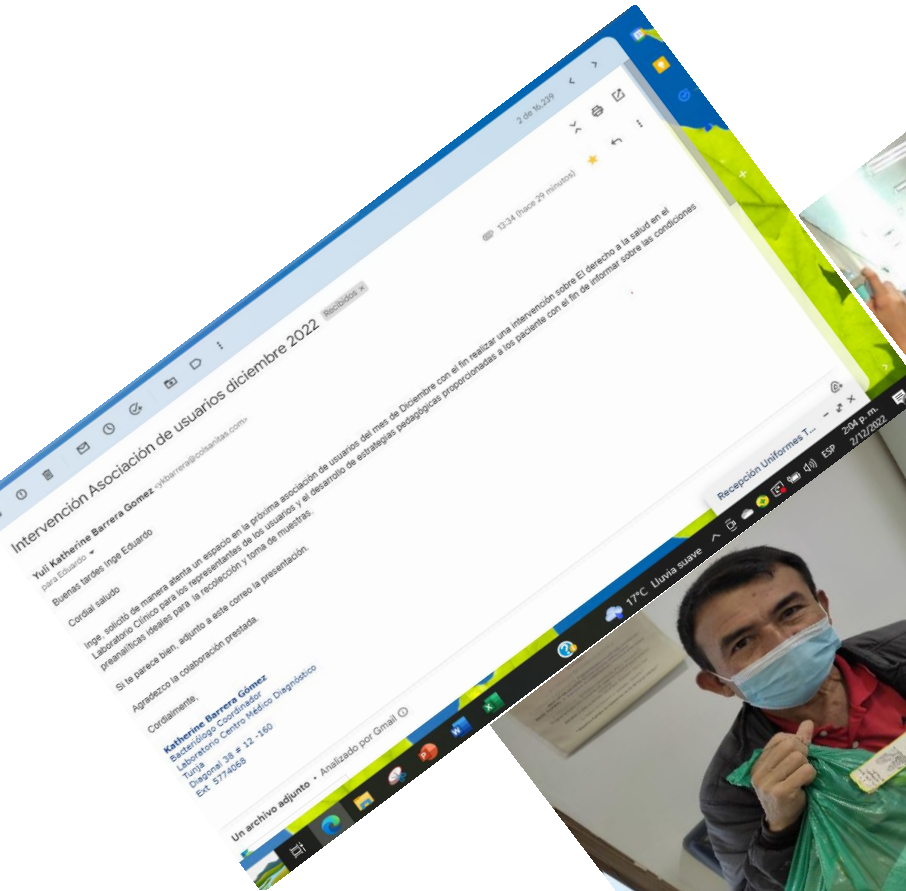 2 de 16.239
Intervención Asociación de usuarios diciembre 2022
Recibidos ×
Yuli Katherine Barrera Gomez <ykbarrera@colsanitas.com>
13:34 (hace 29 minutos)
para Eduardo
Buenas tardes Inge Eduardo
Cordial saludo
Inge. solicitó de manera atenta un espacio en la próxima asociación de usuarios del mes de Diciembre con el fin realizar una intervención sobre El derecho a la salud en el
Laboratorio Clínico para los representantes de los usuarios y el desarrollo de estrategias pedagógicas proporcionadas a los paciente con el fin de informar sobre las condiciones
preanalíticas ideales para la recolección y toma de muestras.
Si te parece bien, adjunto a este correo la presentación.
Agradezco la colaboración prestada.
Cordialmente,
Katherine Barrera Gómez
Bacteriólogo Coordinador
Laboratorio Centro Médico Diagnóstico
Tunja
Diagonal 38 # 12 -160
Ext. 5774068
Un archivo adjunto • Analizado por Gmail
Recepción Uniformes T...
17°C Lluvia suave
ESP
2:04 p. m.
2/12/2022